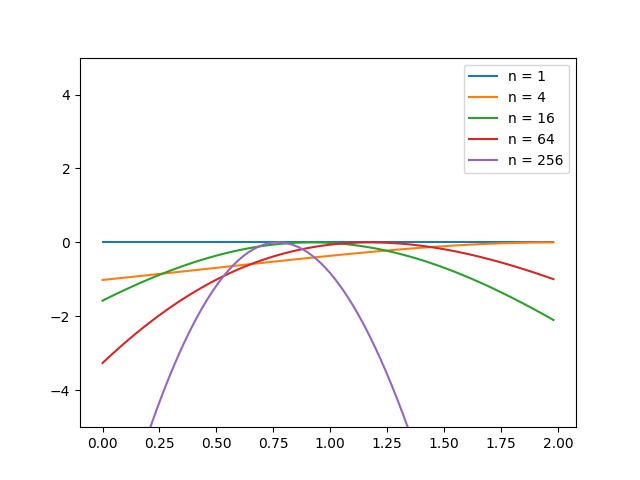 n = 1
n = 4
n = 16
n = 64
n = 256
4
2
0
−2
−4
0.00 0.25 0.50 0.75 1.00 1.25 1.50 1.75 2.00